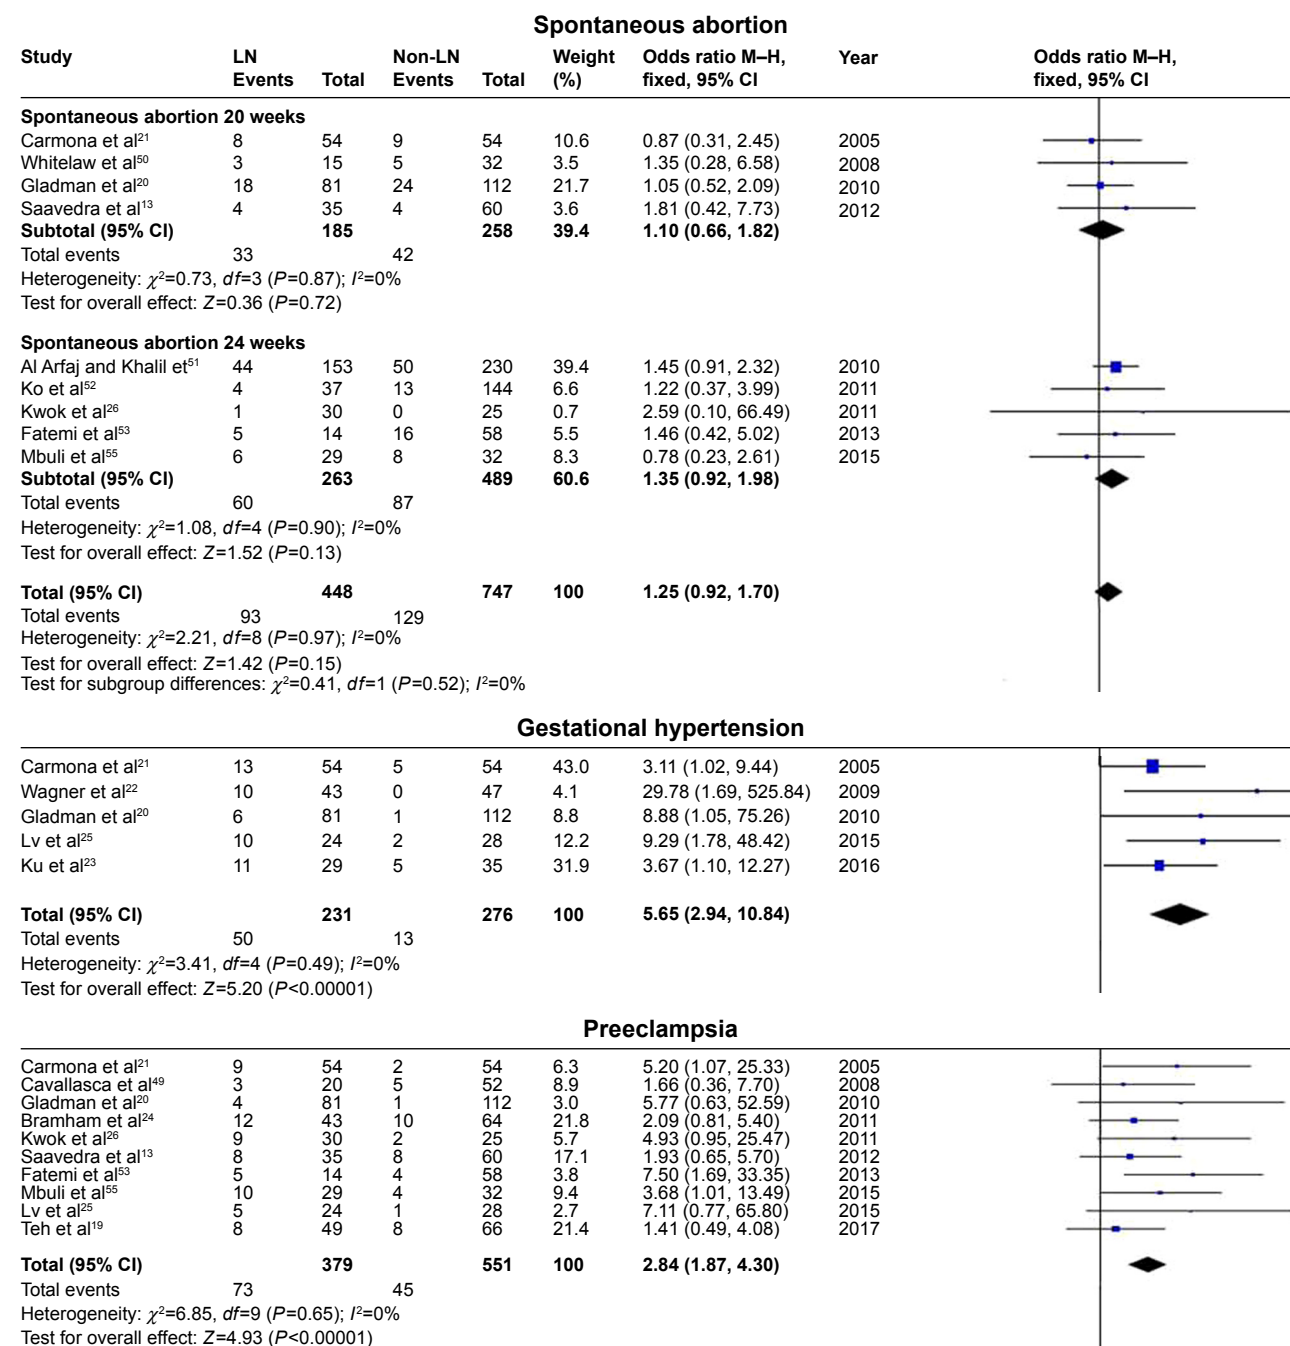 Spontaneous abortion
Study LN Non-LN Weight Odds ratio M–H, Year Odds ratio M–H,
Events Total Events Total (%) fixed, 95% CI fixed, 95% CI
Spontaneous abortion 20 weeks
Carmona et al21 8 54 9 54 10.6 0.87 (0.31, 2.45) 2005
Whitelaw et al50 3 15 5 32 3.5 1.35 (0.28, 6.58) 2008
Gladman et al20 18 81 24 112 21.7 1.05 (0.52, 2.09) 2010
Saavedra et al13 4 35 4 60 3.6 1.81 (0.42, 7.73) 2012
Subtotal (95% CI) 185 258 39.4 1.10 (0.66, 1.82)
Total events 33 42
Heterogeneity: χ2=0.73, df=3 (P=0.87); I2=0%
Test for overall effect: Z=0.36 (P=0.72)
Spontaneous abortion 24 weeks
Al Arfaj and Khalil et51 44 153 50 230 39.4 1.45 (0.91, 2.32) 2010
Ko et al52 4 37 13 144 6.6 1.22 (0.37, 3.99) 2011
Kwok et al26 1 30 0 25 0.7 2.59 (0.10, 66.49) 2011
Fatemi et al53 5 14 16 58 5.5 1.46 (0.42, 5.02) 2013
Mbuli et al55 6 29 8 32 8.3 0.78 (0.23, 2.61) 2015
Subtotal (95% CI) 263 489 60.6 1.35 (0.92, 1.98)
Total events 60 87
Heterogeneity: χ2=1.08, df=4 (P=0.90); I2=0%
Test for overall effect: Z=1.52 (P=0.13)
Total (95% CI) 448 747 100 1.25 (0.92, 1.70)
Total events 93 129
Heterogeneity: χ2=2.21, df=8 (P=0.97); I2=0%
Test for overall effect: Z=1.42 (P=0.15)
Test for subgroup differences: χ2=0.41, df=1 (P=0.52); I2=0%
Gestational hypertension
Carmona et al21 13 54 5 54 43.0 3.11 (1.02, 9.44) 2005
Wagner et al22 10 43 0 47 4.1 29.78 (1.69, 525.84) 2009
Gladman et al20 6 81 1 112 8.8 8.88 (1.05, 75.26) 2010
Lv et al25 10 24 2 28 12.2 9.29 (1.78, 48.42) 2015
Ku et al23 11 29 5 35 31.9 3.67 (1.10, 12.27) 2016
Total (95% CI) 231 276 100 5.65 (2.94, 10.84)
Total events 50 13
Heterogeneity: χ2=3.41, df=4 (P=0.49); I2=0%
Test for overall effect: Z=5.20 (P<0.00001)
Preeclampsia
Carmona et al21 9 54 2 54 6.3 5.20 (1.07, 25.33) 2005
Cavallasca et al49 3 20 5 52 8.9 1.66 (0.36, 7.70) 2008
Gladman et al20 4 81 1 112 3.0 5.77 (0.63, 52.59) 2010
Bramham et al24 12 43 10 64 21.8 2.09 (0.81, 5.40) 2011
Kwok et al26 9 30 2 25 5.7 4.93 (0.95, 25.47) 2011
Saavedra et al13 8 35 8 60 17.1 1.93 (0.65, 5.70) 2012
Fatemi et al53 5 14 4 58 3.8 7.50 (1.69, 33.35) 2013
Mbuli et al55 10 29 4 32 9.4 3.68 (1.01, 13.49) 2015
Lv et al25 5 24 1 28 2.7 7.11 (0.77, 65.80) 2015
Teh et al19 8 49 8 66 21.4 1.41 (0.49, 4.08) 2017
Total (95% CI) 379 551 100 2.84 (1.87, 4.30)
Total events 73 45
Heterogeneity: χ2=6.85, df=9 (P=0.65); I2=0%
Test for overall effect: Z=4.93 (P<0.00001)